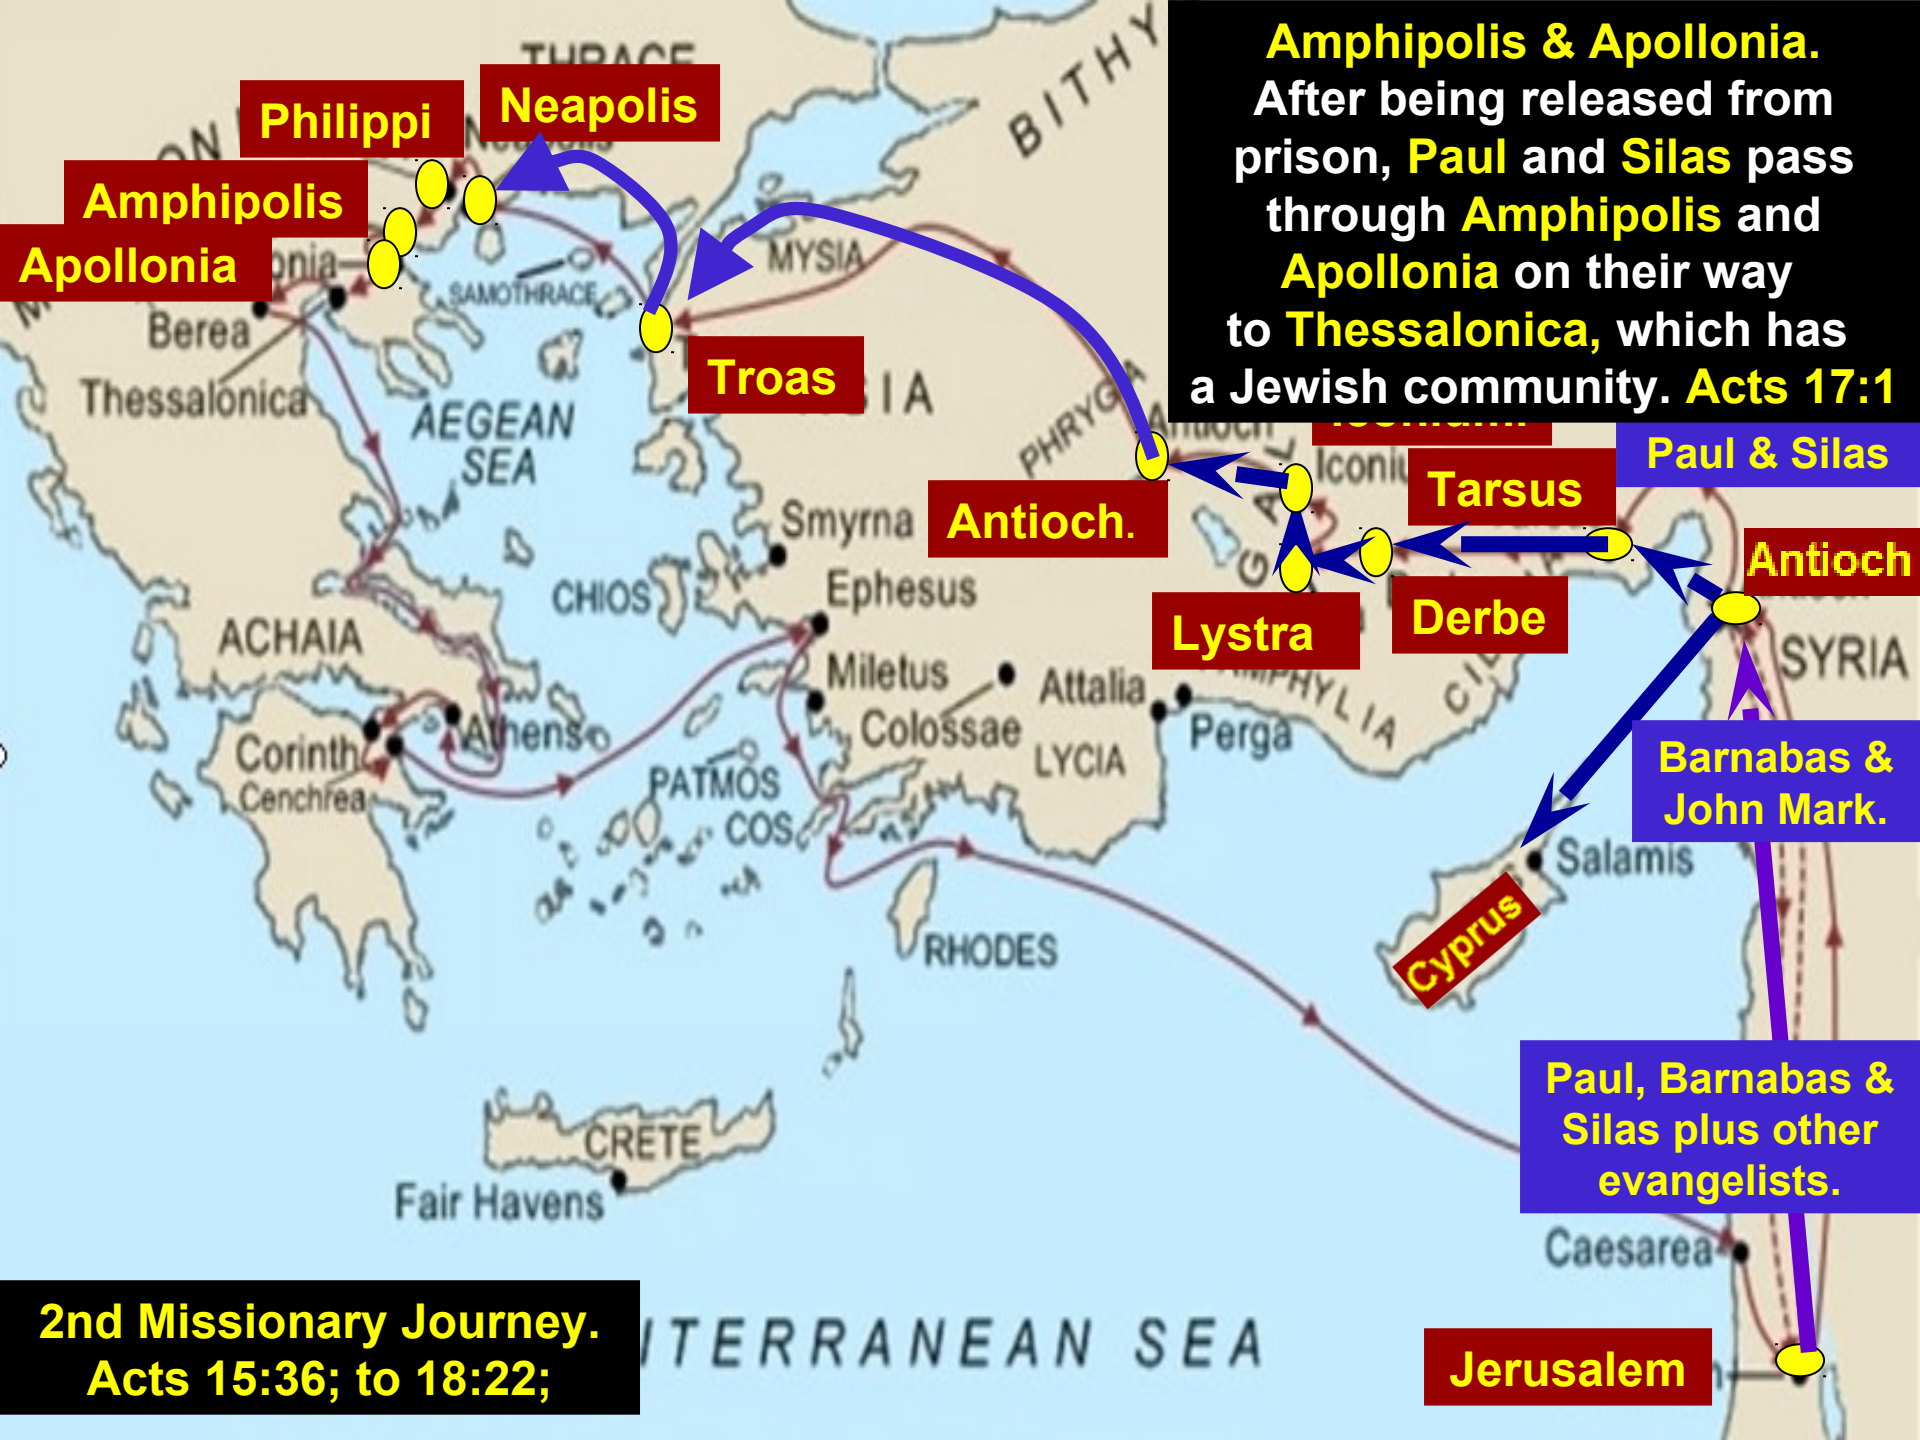 Amphipolis & Apollonia.
After being released from
prison, Paul and Silas pass
through Amphipolis and
Apollonia on their way
to Thessalonica, which has
a Jewish community. Acts 17:1
THRACE
BITHY
Philippi
Neapolis
Neapolis
Amphipolis
Apollonia
MYSIA
SAMOTHRACE
Berea
Thessalonica
Troas
AEGEAN
SEA
PHRYGIA
Antioch
Iconium.
Paul & Silas
Tarsus
Antioch.
Antioch
Smyrna
CHIOS
Ephesus
Lystra
Derbe
ACHAIA
SYRIA
Miletus
Attalia
Colossae
Perga
LYCIA
Athens
Corinth
Cenchrea
PATMOS
COS
Barnabas &
John Mark.
Salamis
Cyprus
RHODES
Paul, Barnabas &
Silas plus other
evangelists.
CRETE
Fair Havens
Caesarea
2nd Missionary Journey.
Acts 15:36; to 18:22;
ITERRANEAN SEA
Jerusalem